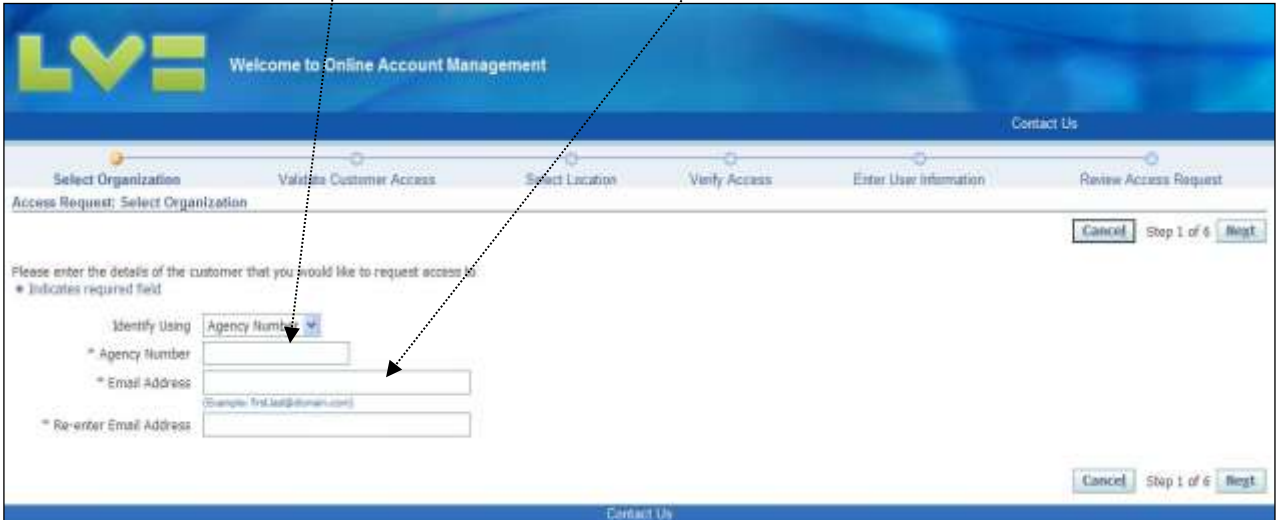 LV=
Welcome to Online Account Management
Contact Us
Select Organization Validate Customer Access Select Location Verify Access Enter User Information Review Access Request
Access Request: Select Organization
Cancel Step 1 of 6 Next
Please enter the details of the customer that you would like to request access to
* Indicates required field
Identify Using Agency Number
* Agency Number
* Email Address
(Example: first.last@domain.com)
* Re-enter Email Address
Cancel Step 1 of 6 Next
Contact Us